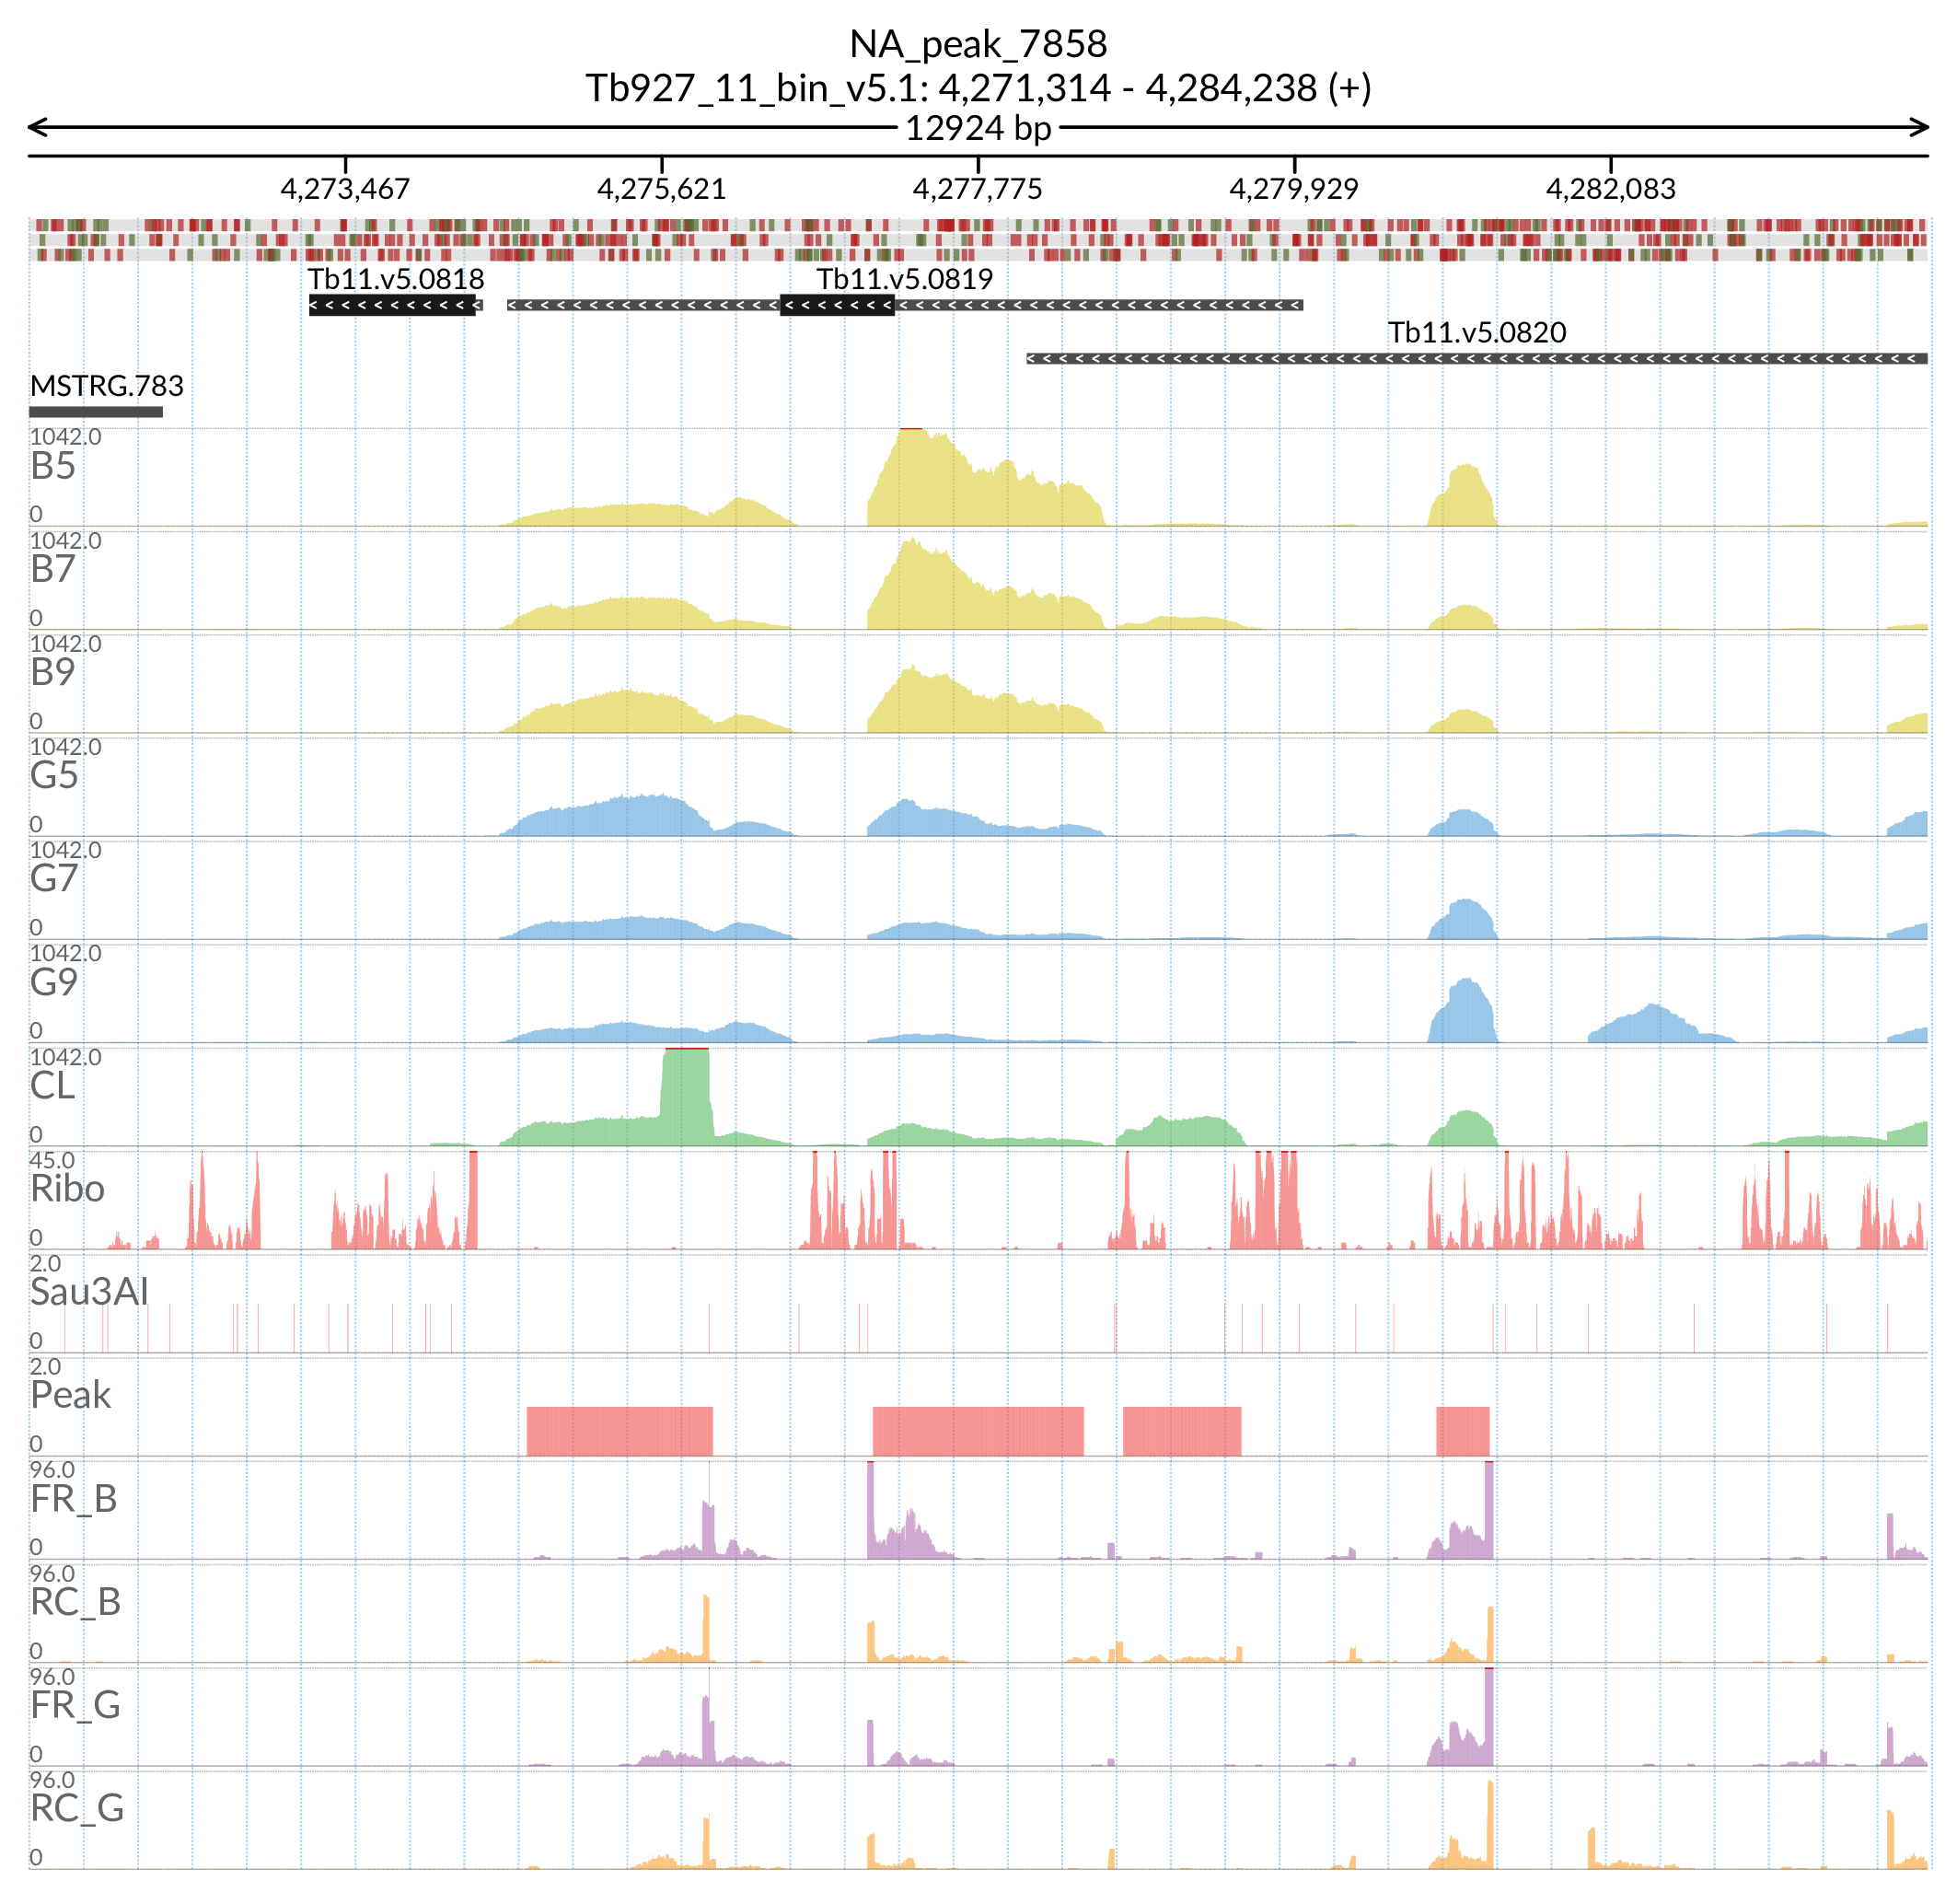 NA_peak_7858
Tb927_11_bin_v5.1: 4,271,314 - 4,284,238 (+)
12924 bp
4,273,467 4,275,621 4,277,775 4,279,929 4,282,083
Tb11.v5.0818 Tb11.v5.0819
Tb11.v5.0820
MSTRG.783
1042.0
B5
0
1042.0
B7
0
1042.0
B9
0
1042.0
G5
0
1042.0
G7
0
1042.0
G9
0
1042.0
CL
0
45.0
Ribo
0
2.0
Sau3AI
0
2.0
Peak
0
96.0
FR_B
0
96.0
RC_B
0
96.0
FR_G
0
96.0
RC_G
0